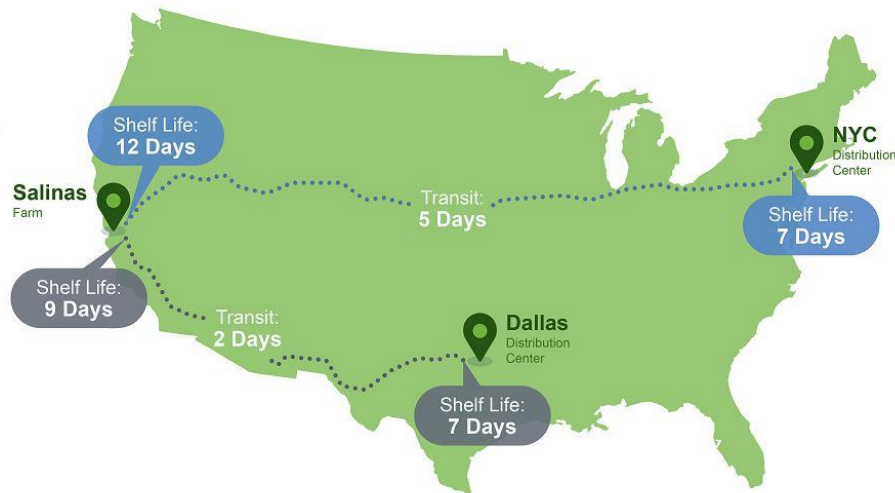 Shelf Life:
12 Days
NYC
Distribution
Center
Salinas
Farm
Transit:
5 Days
Shelf Life:
7 Days
Shelf Life:
9 Days
Transit:
2 Days
Dallas
Distribution
Center
Shelf Life:
7 Days